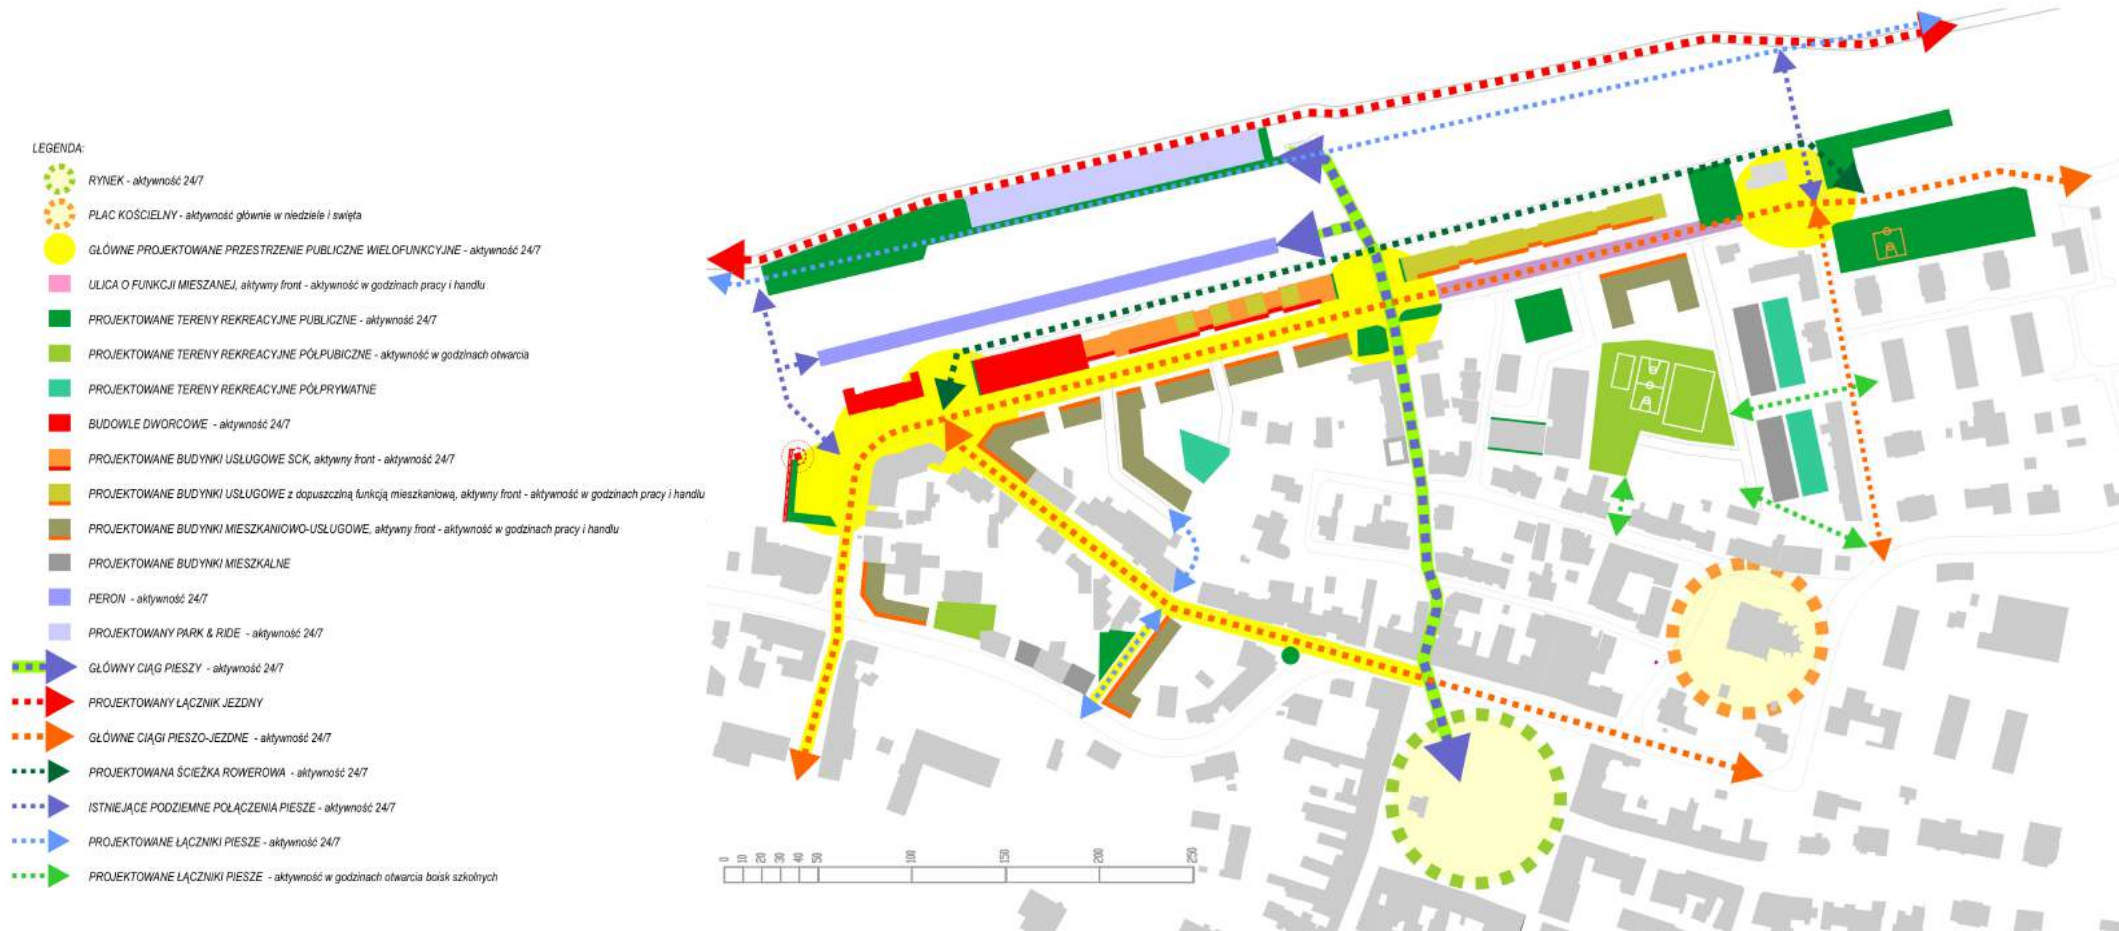 LEGENDA:
RYNEK - aktywność 24/7
PLAC KOŚCIELNY - aktywność głównie w niedziele i święta
GŁÓWNE PROJEKTOWANE PRZESTRZENIE PUBLICZNE WIELOFUNKCYJNE - aktywność 24/7
ULICA O FUNKCJI MIESZANEJ, aktywny front - aktywność w godzinach pracy i handlu
PROJEKTOWANE TERENY REKREACYJNE PUBLICZNE - aktywność 24/7
PROJEKTOWANE TERENY REKREACYJNE PÓŁPUBICZNE - aktywność w godzinach otwarcia
PROJEKTOWANE TERENY REKREACYJNE PÓŁPRYWATNE
BUDOWLE DWORCOWE - aktywność 24/7
PROJEKTOWANE BUDYNKI USŁUGOWE SCK, aktywny front - aktywność 24/7
PROJEKTOWANE BUDYNKI USŁUGOWE z dopuszczlną funkcją mieszkaniową, aktywny front - aktywność w godzinach pracy i handlu
PROJEKTOWANE BUDYNKI MIESZKANIOWO-USŁUGOWE, aktywny front - aktywność w godzinach pracy i handlu
PROJEKTOWANE BUDYNKI MIESZKALNE
PERON - aktywność 24/7
PROJEKTOWANY PARK & RIDE - aktywność 24/7
GŁÓWNY CIĄG PIESZY - aktywność 24/7
PROJEKTOWANY ŁĄCZNIK JEZDNY
GŁÓWNE CIĄGI PIESZO-JEZDNE - aktywność 24/7
PROJEKTOWANA ŚCIEŻKA ROWEROWA - aktywność 24/7
ISTNIEJĄCE PODZIEMNE POŁĄCZENIA PIESZE - aktywność 24/7
PROJEKTOWANE ŁĄCZNIKI PIESZE - aktywność 24/7
PROJEKTOWANE ŁĄCZNIKI PIESZE - aktywność w godzinach otwarcia boisk szkolnych
0 10 20 30 40 50 100 150 200 250